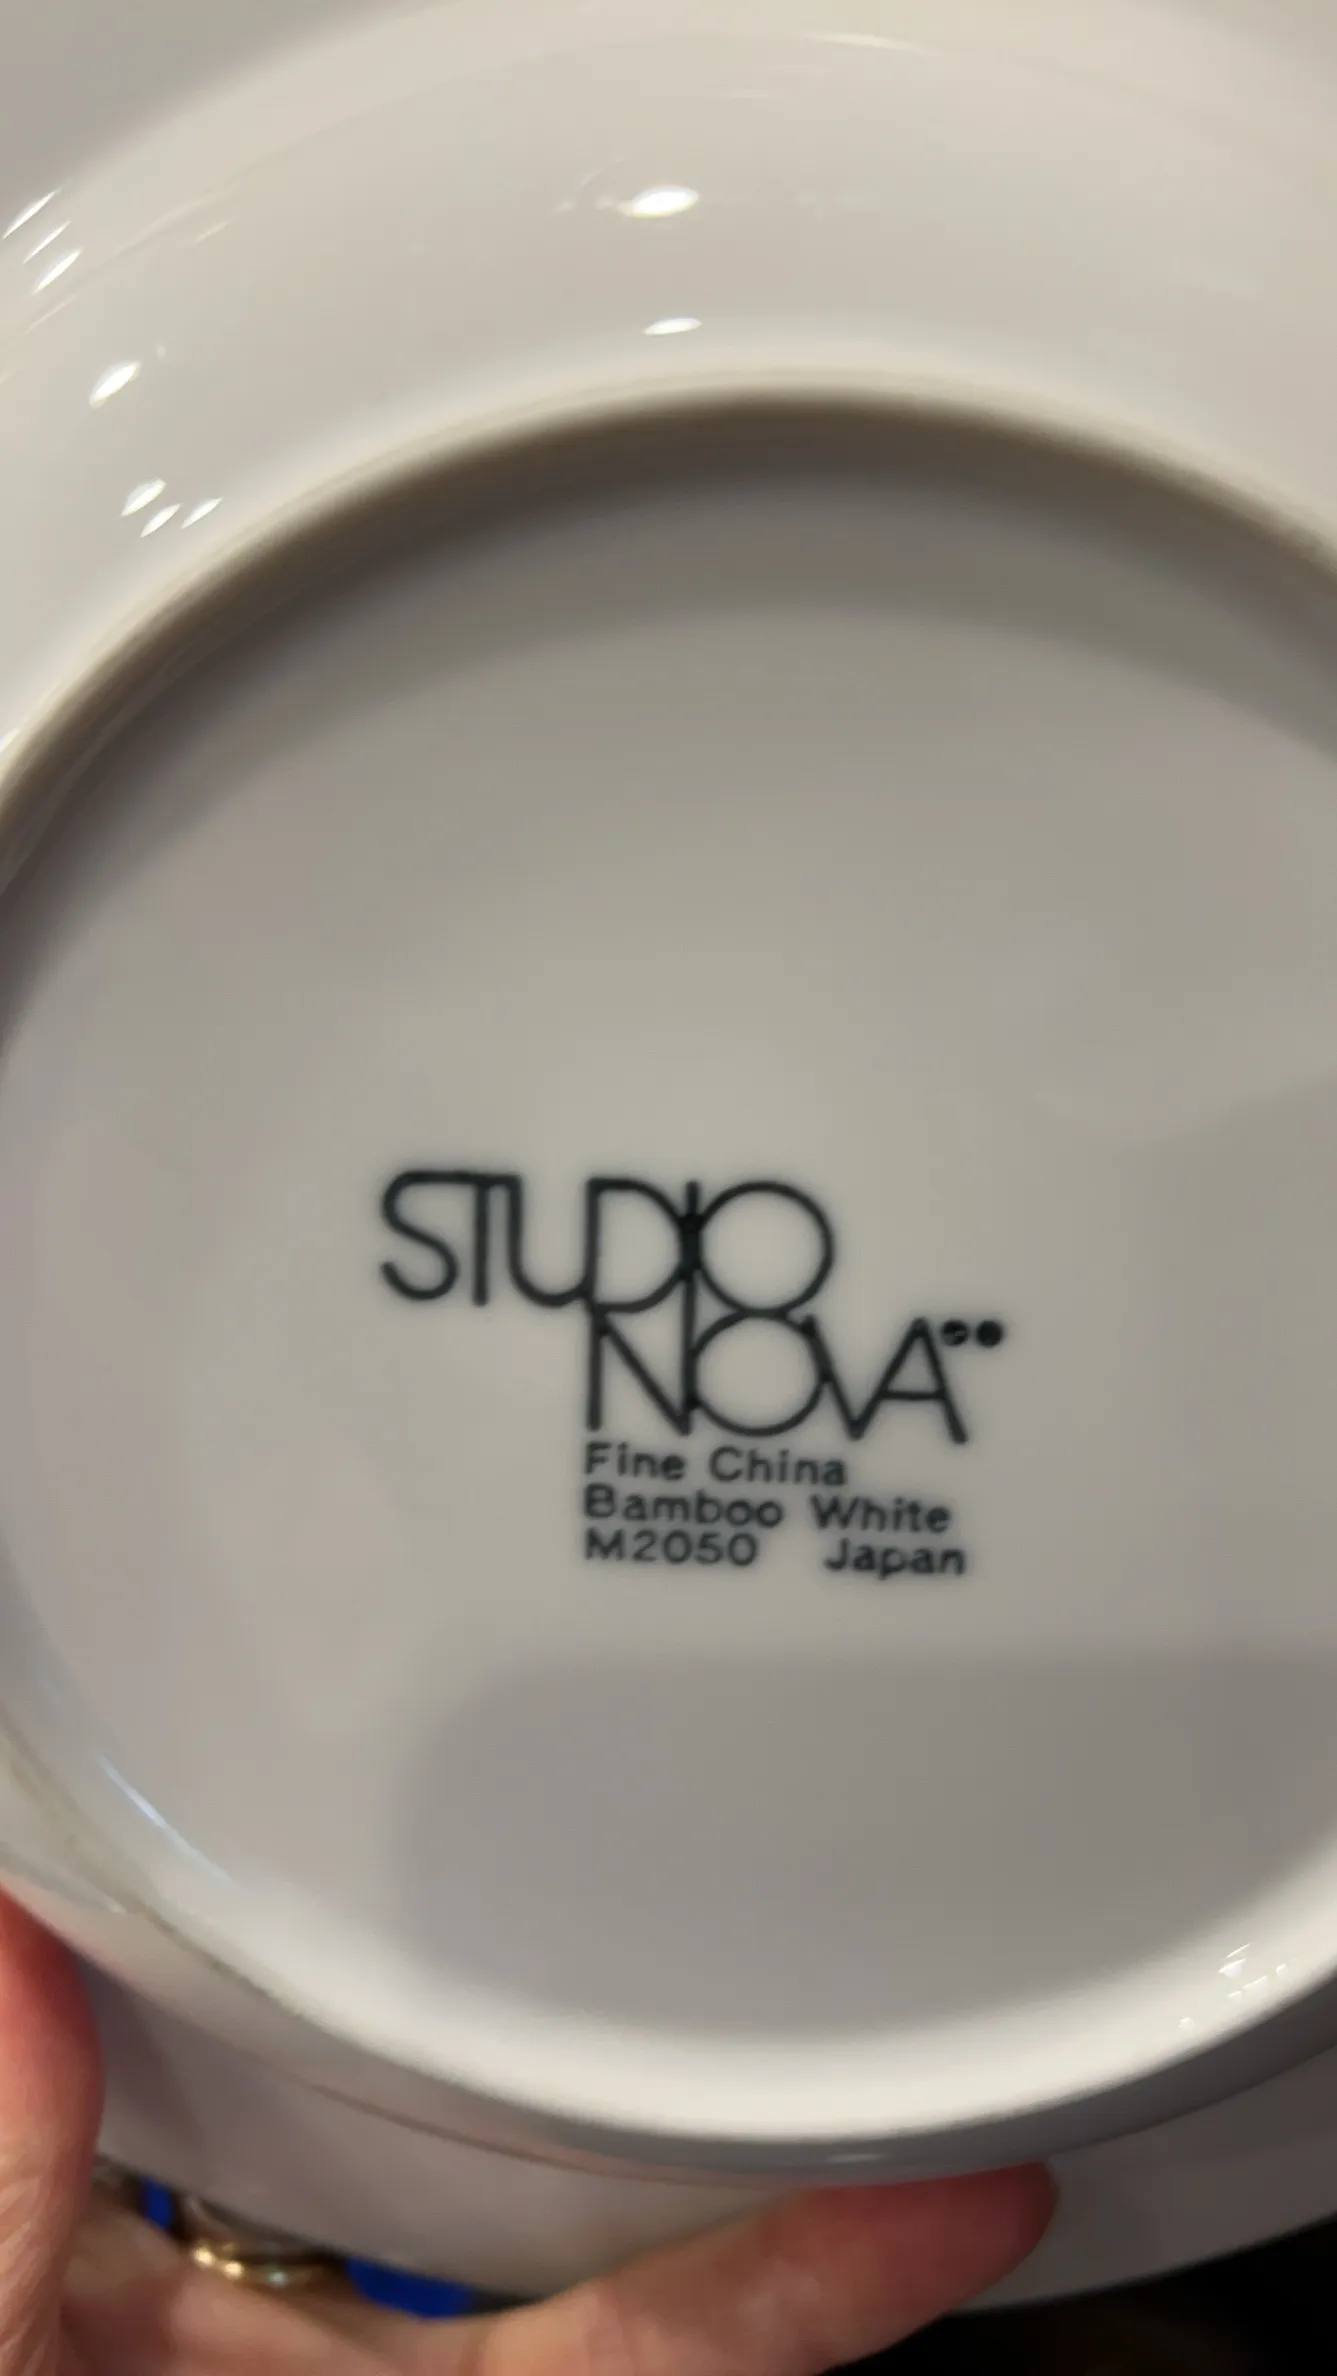 STUDIO
NOVA
Fine China
Bamboo White
M2050 Japan